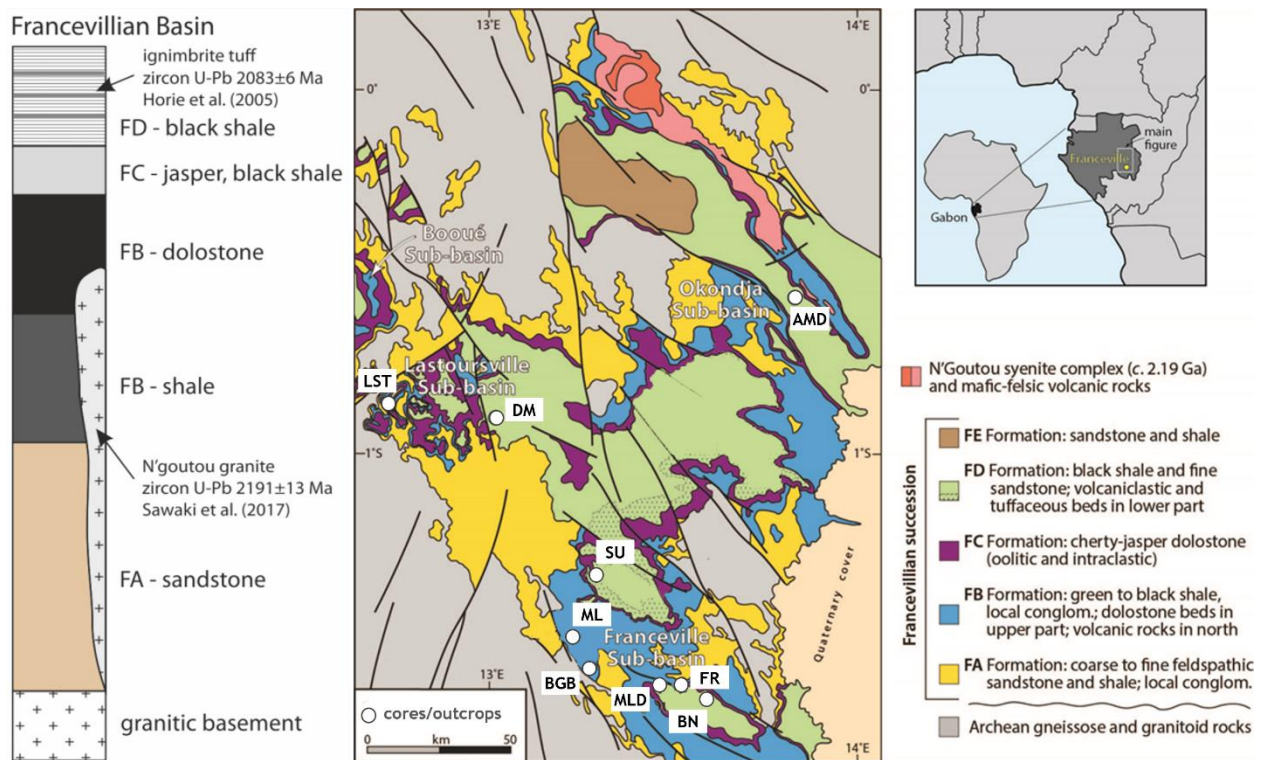 Francevillian Basin
ignimbrite tuff
zircon U-Pb 2083±6 Ma
Horie et al. (2005)
FD - black shale
FC - jasper, black shale
FB - dolostone
FB - shale
N'goutou granite
zircon U-Pb 2191±13 Ma
Sawaki et al. (2017)
FA - sandstone
granitic basement
13°E
14°E
0°
0°
Booué
Sub-basin
Okondja
Sub-basin
AMD
Lastoursville
Sub-basin
LST
DM
1°S
1°S
SU
ML
Franceville
Sub-basin
BGB
MLD
FR
BN
Quaternary cover
13°E
14°E
cores/outcrops
0
km
50
main
figure
Franceville
Gabon
N'Goutou syenite complex (c. 2.19 Ga)
and mafic-felsic volcanic rocks
Francevillian succession
FE Formation: sandstone and shale
FD Formation: black shale and fine
sandstone; volcaniclastic and
tuffaceous beds in lower part
FC Formation: cherty-jasper dolostone
(oolitic and intraclastic)
FB Formation: green to black shale,
local conglom.; dolostone beds in
upper part; volcanic rocks in north
FA Formation: coarse to fine feldspathic
sandstone and shale; local conglom.
Archean gneissose and granitoid rocks